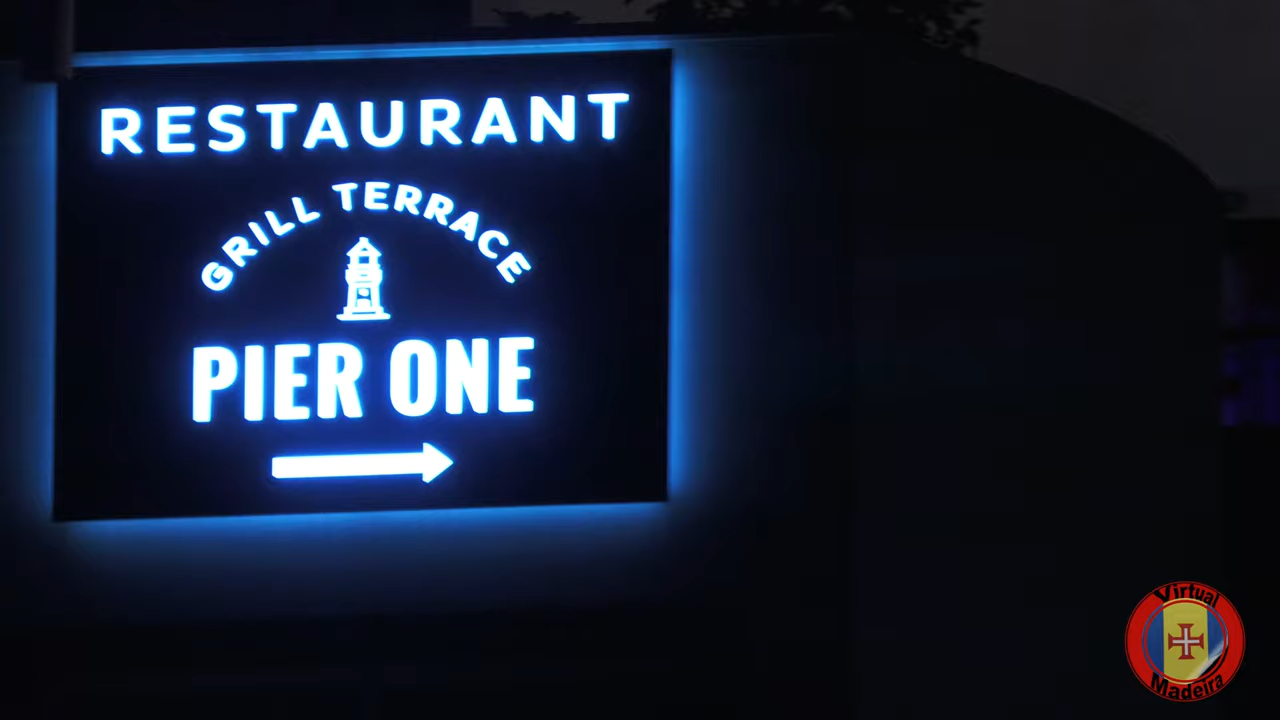 RESTAURANT
GRILL TERRACE
PIER ONE
Virtual
Madeira